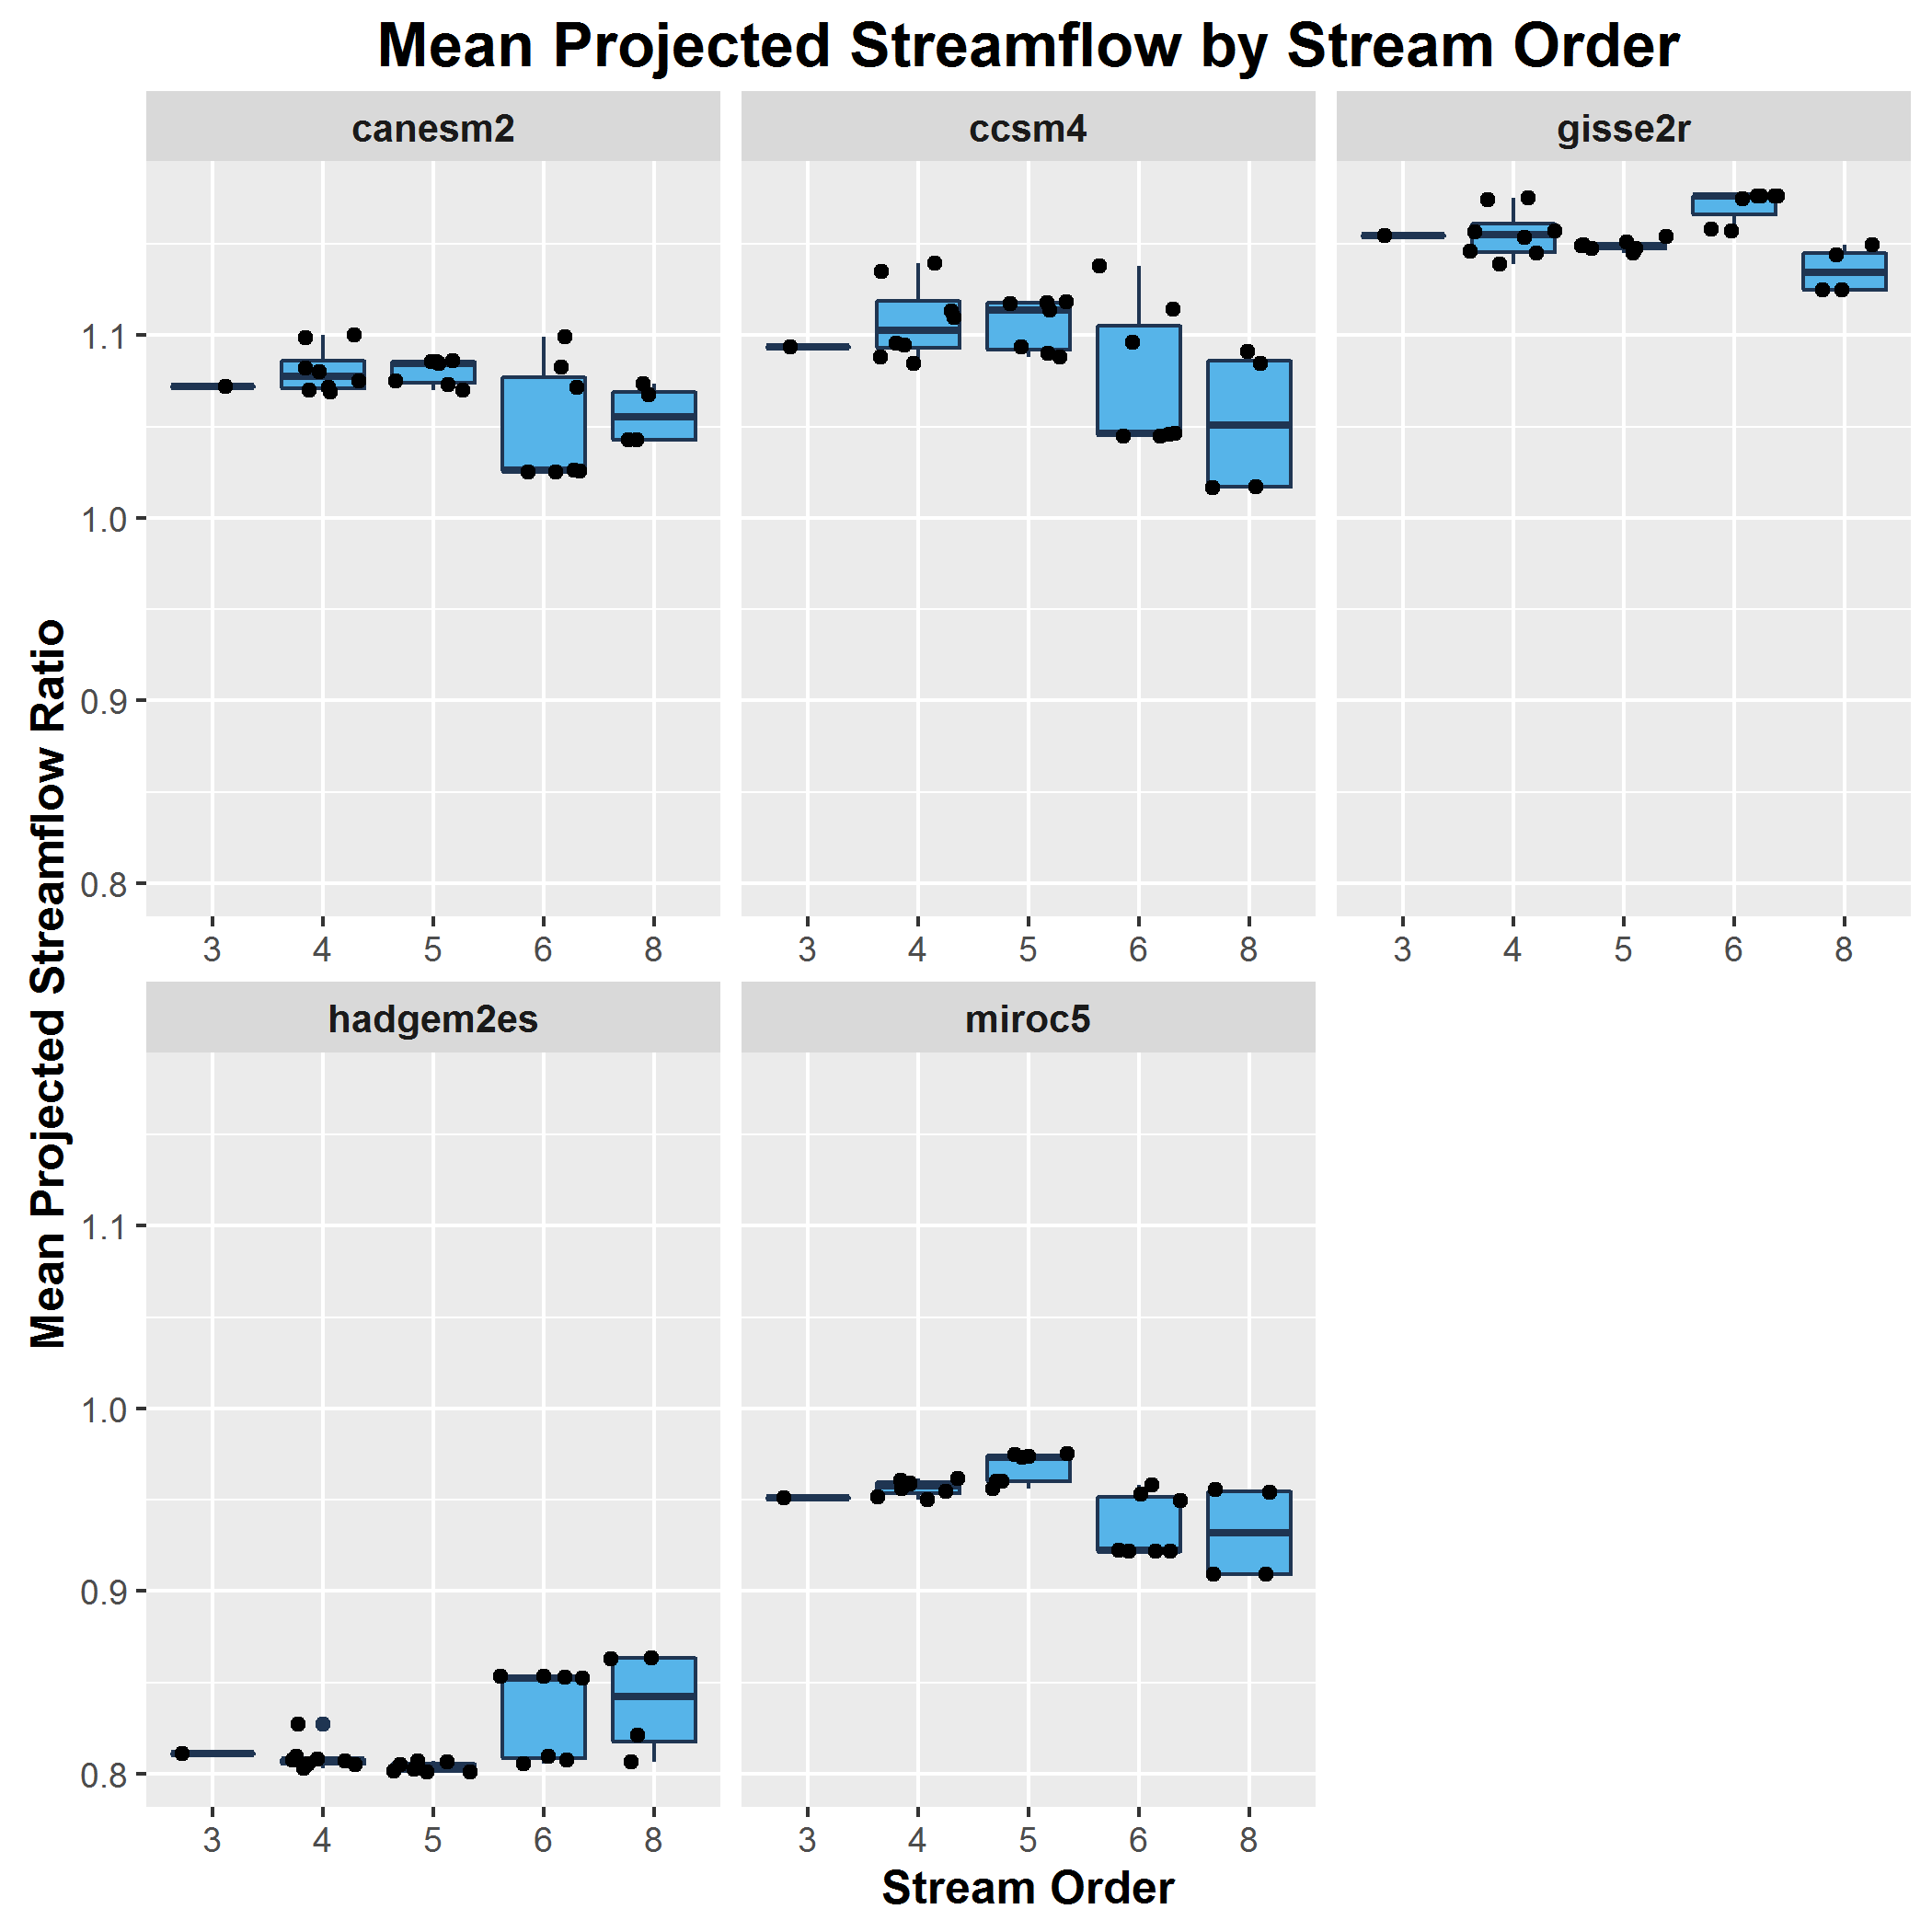 Mean Projected Streamflow by Stream Order
canesm2 ccsm4 gisse2r
1.1
1.0
0.9
0.8
3 4 5 6 8 3 4 5 6 8 3 4 5 6 8
Mean Projected Streamflow Ratio
hadgem2es miroc5
1.1
1.0
0.9
0.8
3 4 5 6 8 3 4 5 6 8
Stream Order